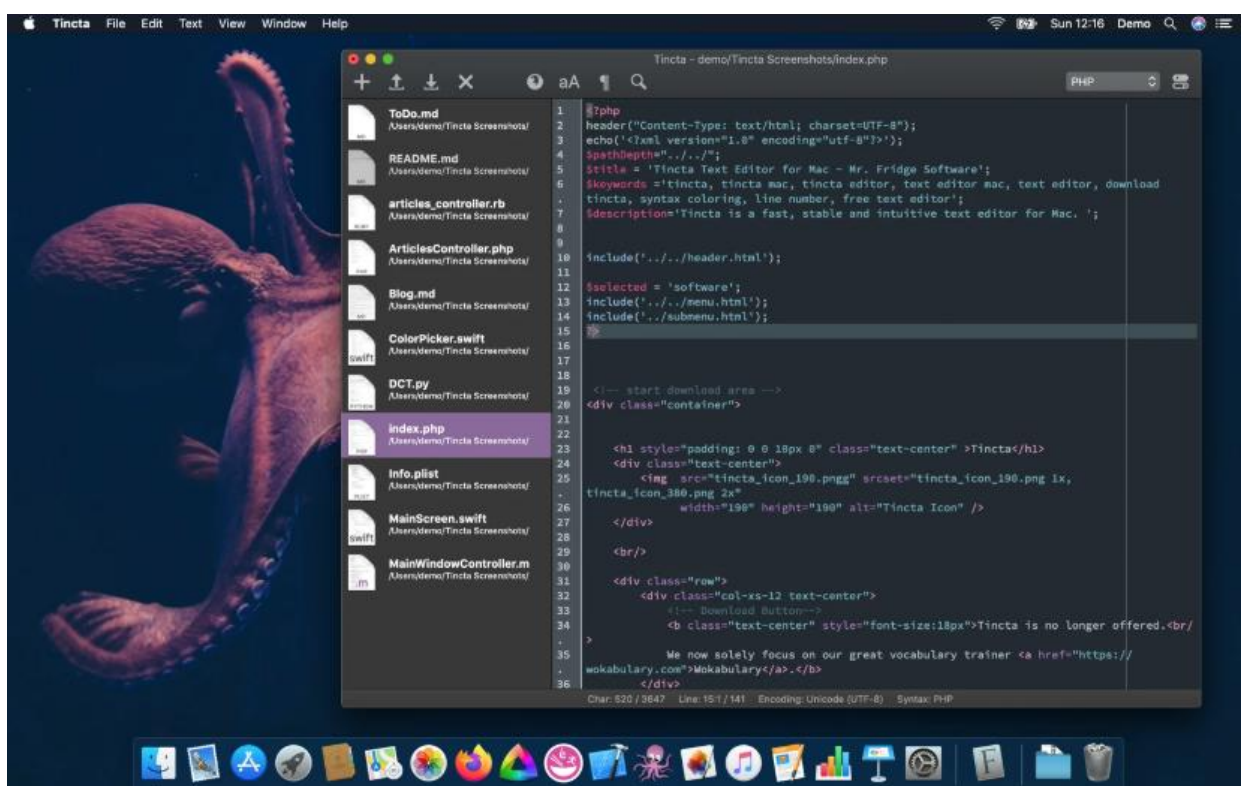 Tincta File Edit Text View Window Help
Sun 12:16 Demo
Tincta - demo/Tincta Screenshots/index.php
aA ¶ PHP
ToDo.md
/Users/demo/Tincta Screenshots/
README.md
/Users/demo/Tincta Screenshots/
articles_controller.rb
/Users/demo/Tincta Screenshots/
ArticlesController.php
/Users/demo/Tincta Screenshots/
Blog.md
/Users/demo/Tincta Screenshots/
ColorPicker.swift
/Users/demo/Tincta Screenshots/
swift
DCT.py
/Users/demo/Tincta Screenshots/
PYTHON
index.php
/Users/demo/Tincta Screenshots/
Info.plist
/Users/demo/Tincta Screenshots/
PLIST
MainScreen.swift
/Users/demo/Tincta Screenshots/
swift
MainWindowController.m
/Users/demo/Tincta Screenshots/
.m
1 <?php
2 header("Content-Type: text/html; charset=UTF-8");
3 echo('<?xml version="1.0" encoding="utf-8"?>');
4 $pathDepth="../../";
5 $title = 'Tincta Text Editor for Mac - Mr. Fridge Software';
6 $keywords ='tincta, tincta mac, tincta editor, text editor mac, text editor, download
. tincta, syntax coloring, line number, free text editor';
7 $description='Tincta is a fast, stable and intuitive text editor for Mac. ';
8
9
10 include('../../header.html');
11
12 $selected = 'software';
13 include('../../menu.html');
14 include('../submenu.html');
15 ?>
16
17
18
19 <!-- start download area -->
20 <div class="container">
21
22
23 <h1 style="padding: 0 0 18px 0" class="text-center" >Tincta</h1>
24 <div class="text-center">
25 <img src="tincta_icon_190.pngg" srcset="tincta_icon_190.png 1x,
. tincta_icon_380.png 2x"
26 width="190" height="190" alt="Tincta Icon" />
27 </div>
28
29 <br/>
30
31 <div class="row">
32 <div class="col-xs-12 text-center">
33 <!-- Download Button-->
34 <b class="text-center" style="font-size:18px">Tincta is no longer offered.<br/
. >
35 We now solely focus on our great vocabulary trainer <a href="https://
. wokabulary.com">Wokabulary</a>.</b>
36 </div>
Char: 520 / 3647 Line: 15:1 / 141 Encoding: Unicode (UTF-8) Syntax: PHP